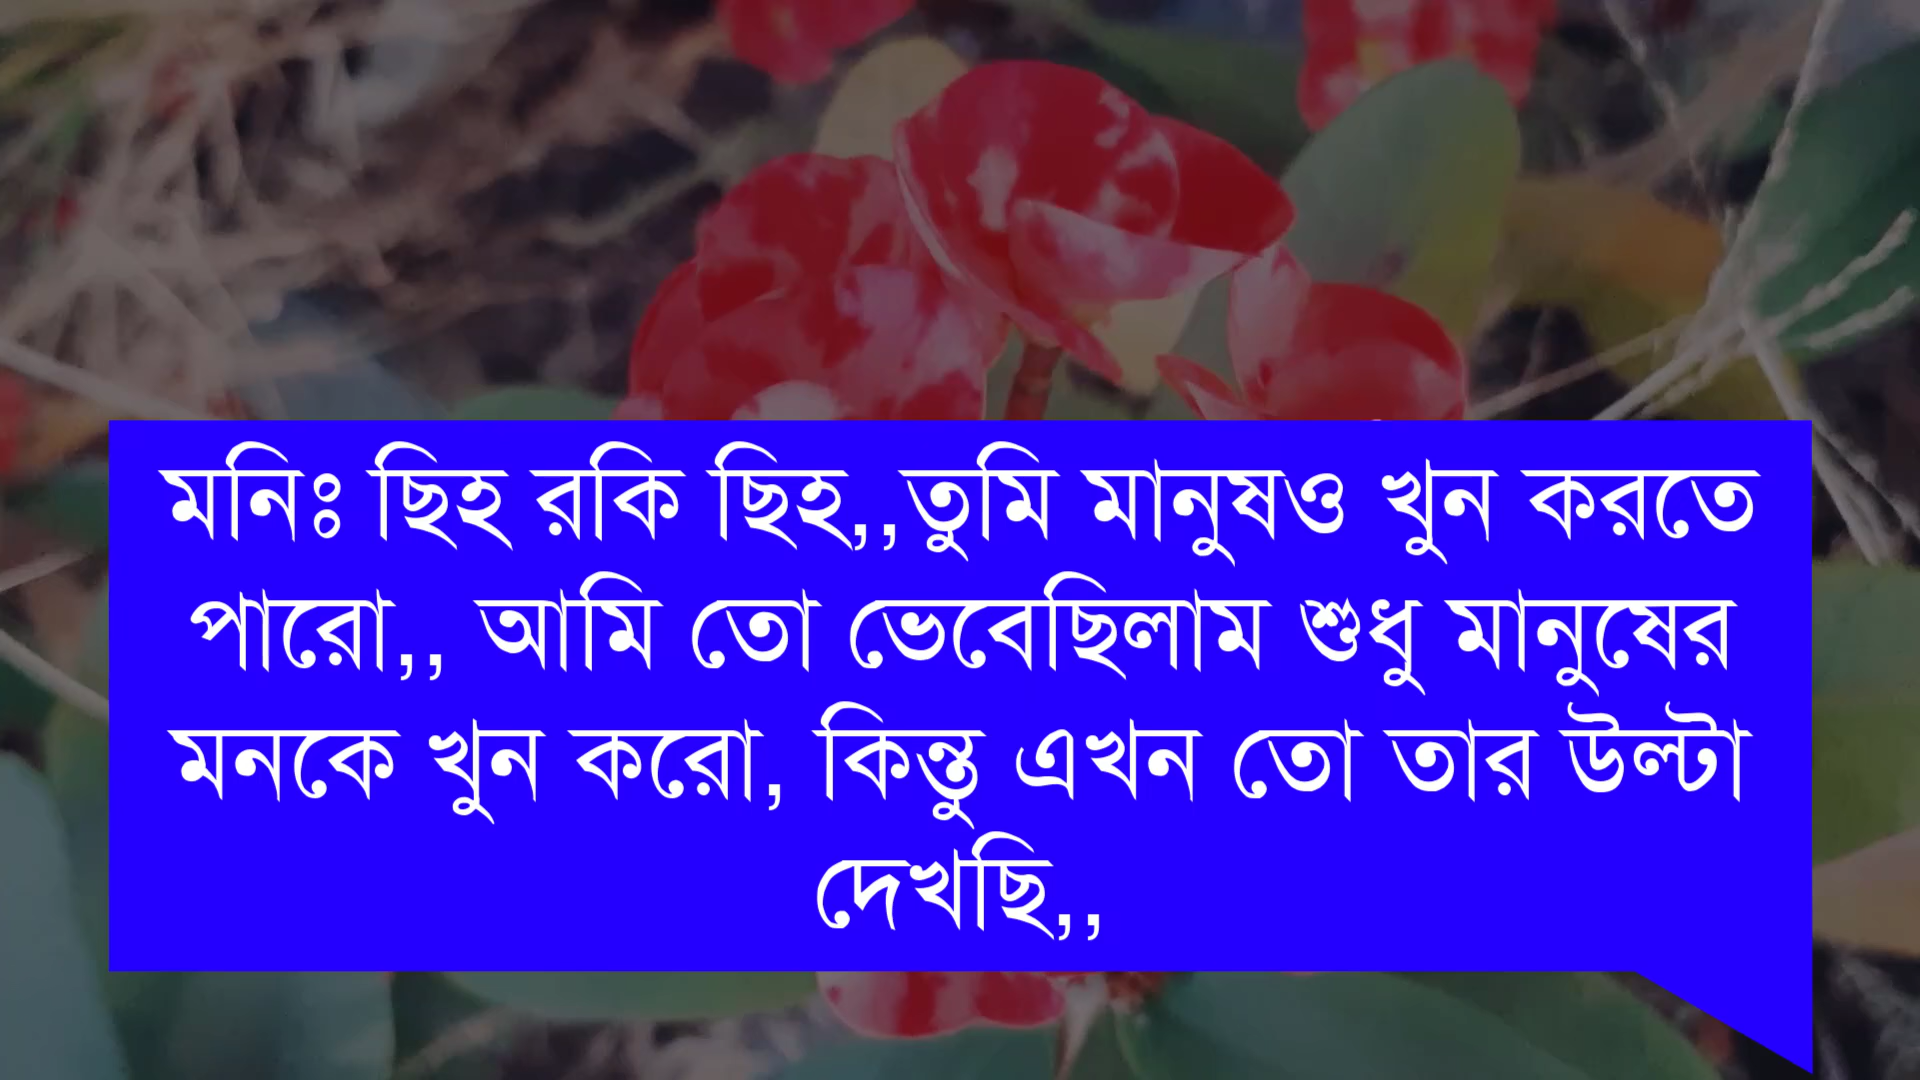 মনিঃ ছিহ রকি ছিহ,,তুমি মানুষও খুন করতে
পারো,, আমি তো ভেবেছিলাম শুধু মানুষের
মনকে খুন করো, কিন্তু এখন তো তার উল্টা
দেখছি,,